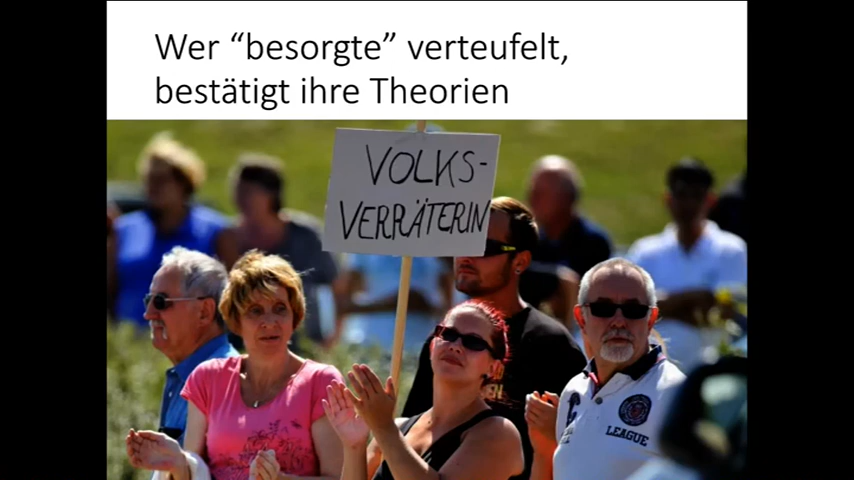 Wer “besorgte” verteufelt,
bestätigt ihre Theorien
VOLKS-
VERRÄTERIN
LEAGUE